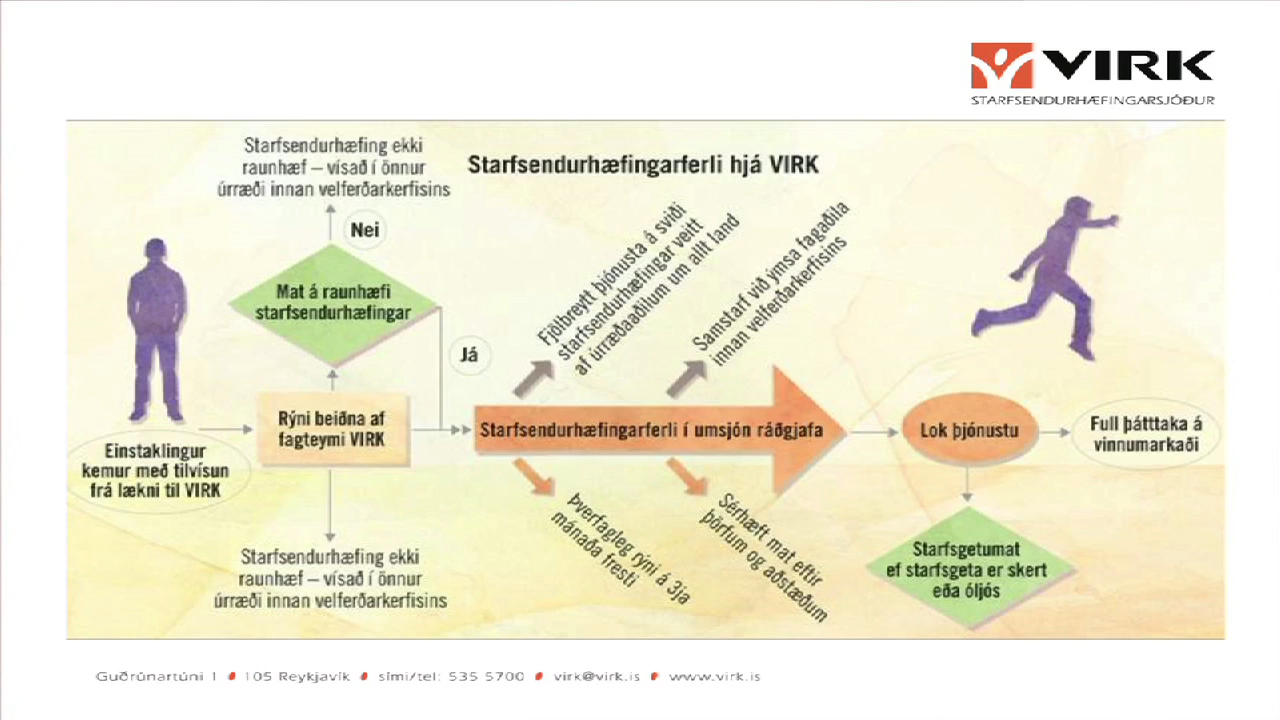 VIRK
STARFSENDURHÆFINGARSJÓÐUR
Starfsendurhæfingarferli hjá VIRK
Starfsendurhæfing ekki
raunhæf – vísað í önnur
úrræði innan velferðarkerfisins
Nei
Mat á raunhæfi
starfsendurhæfingar
Já
Rýni beiðna af
fagteymi VIRK
Einstaklingur
kemur með tilvísun
frá lækni til VIRK
Starfsendurhæfing ekki
raunhæf – vísað í önnur
úrræði innan velferðarkerfisins
Fjölbreytt þjónusta á sviði
starfsendurhæfingar veitt
af úrræðaaðilum um allt land
Samstarf við ýmsa fagaðila
innan velferðarkerfisins
Starfsendurhæfingarferli í umsjón ráðgjafa
Þverfagleg rýni á 3ja
mánaða fresti
Sérhæft mat eftir
þörfum og aðstæðum
Lok þjónustu
Full þátttaka á
vinnumarkaði
Starfsgetumat
ef starfsgeta er skert
eða óljós
Guðrúnartúni 1 105 Reykjavík sími/tel: 535 5700 virk@virk.is www.virk.is